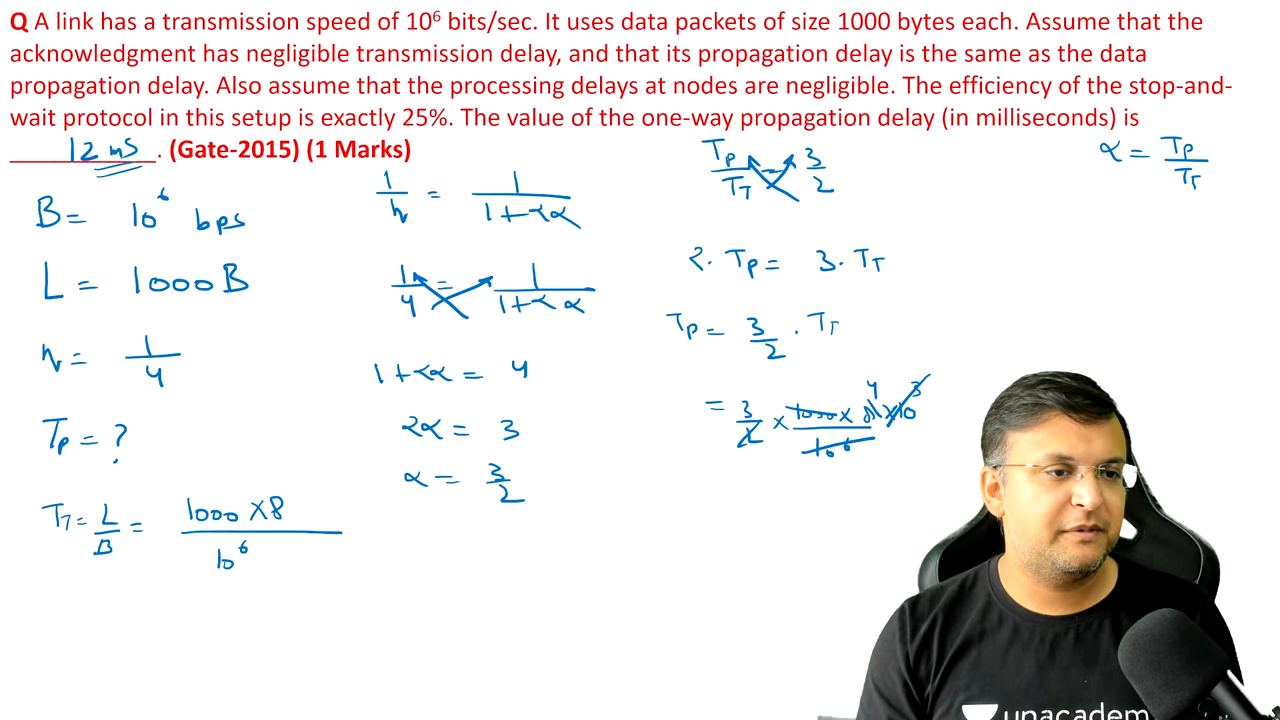 Q A link has a transmission speed of 10⁶ bits/sec. It uses data packets of size 1000 bytes each. Assume that the
acknowledgment has negligible transmission delay, and that its propagation delay is the same as the data
propagation delay. Also assume that the processing delays at nodes are negligible. The efficiency of the stop-and-
wait protocol in this setup is exactly 25%. The value of the one-way propagation delay (in milliseconds) is
12 ms. (Gate-2015) (1 Marks)
B = 10⁶ bps
L = 1000B
η = 1/4
Tp = ?
TT = L/B = 1000 X 8 / 10⁶
1/η = 1/(1+2α)
1/4 = 1/(1+2α)
1+2α = 4
2α = 3
α = 3/2
Tp/TT = 3/2
2. Tp = 3. TT
Tp = 3/2 . TT
= 3/2 × 1000 × 8 × 10³ / 10⁶
4
α = Tp/TT
unacadem